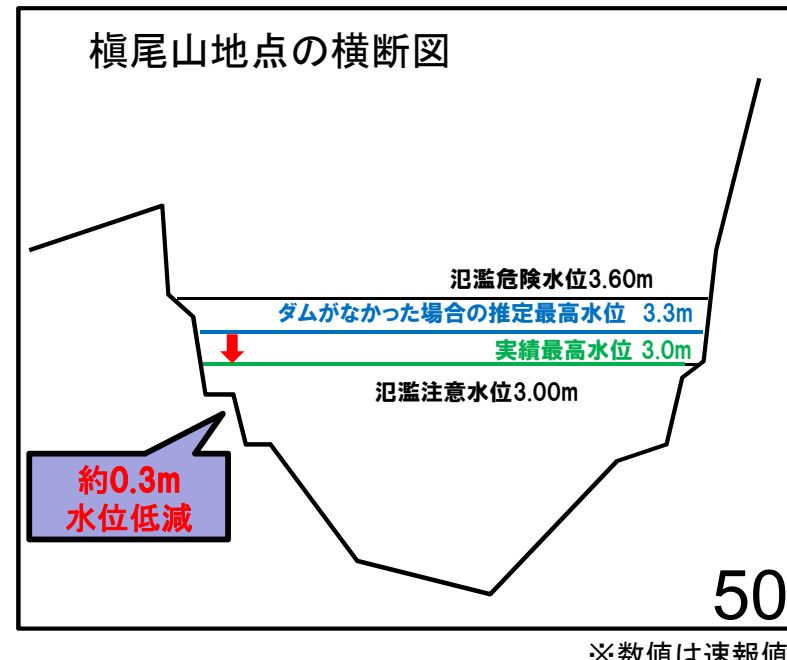 槇尾山地点の横断図
氾濫危険水位3.60m
ダムがなかった場合の推定最高水位 3.3m
実績最高水位 3.0m
氾濫注意水位3.00m
約0.3m
水位低減
50
※数値は速報値